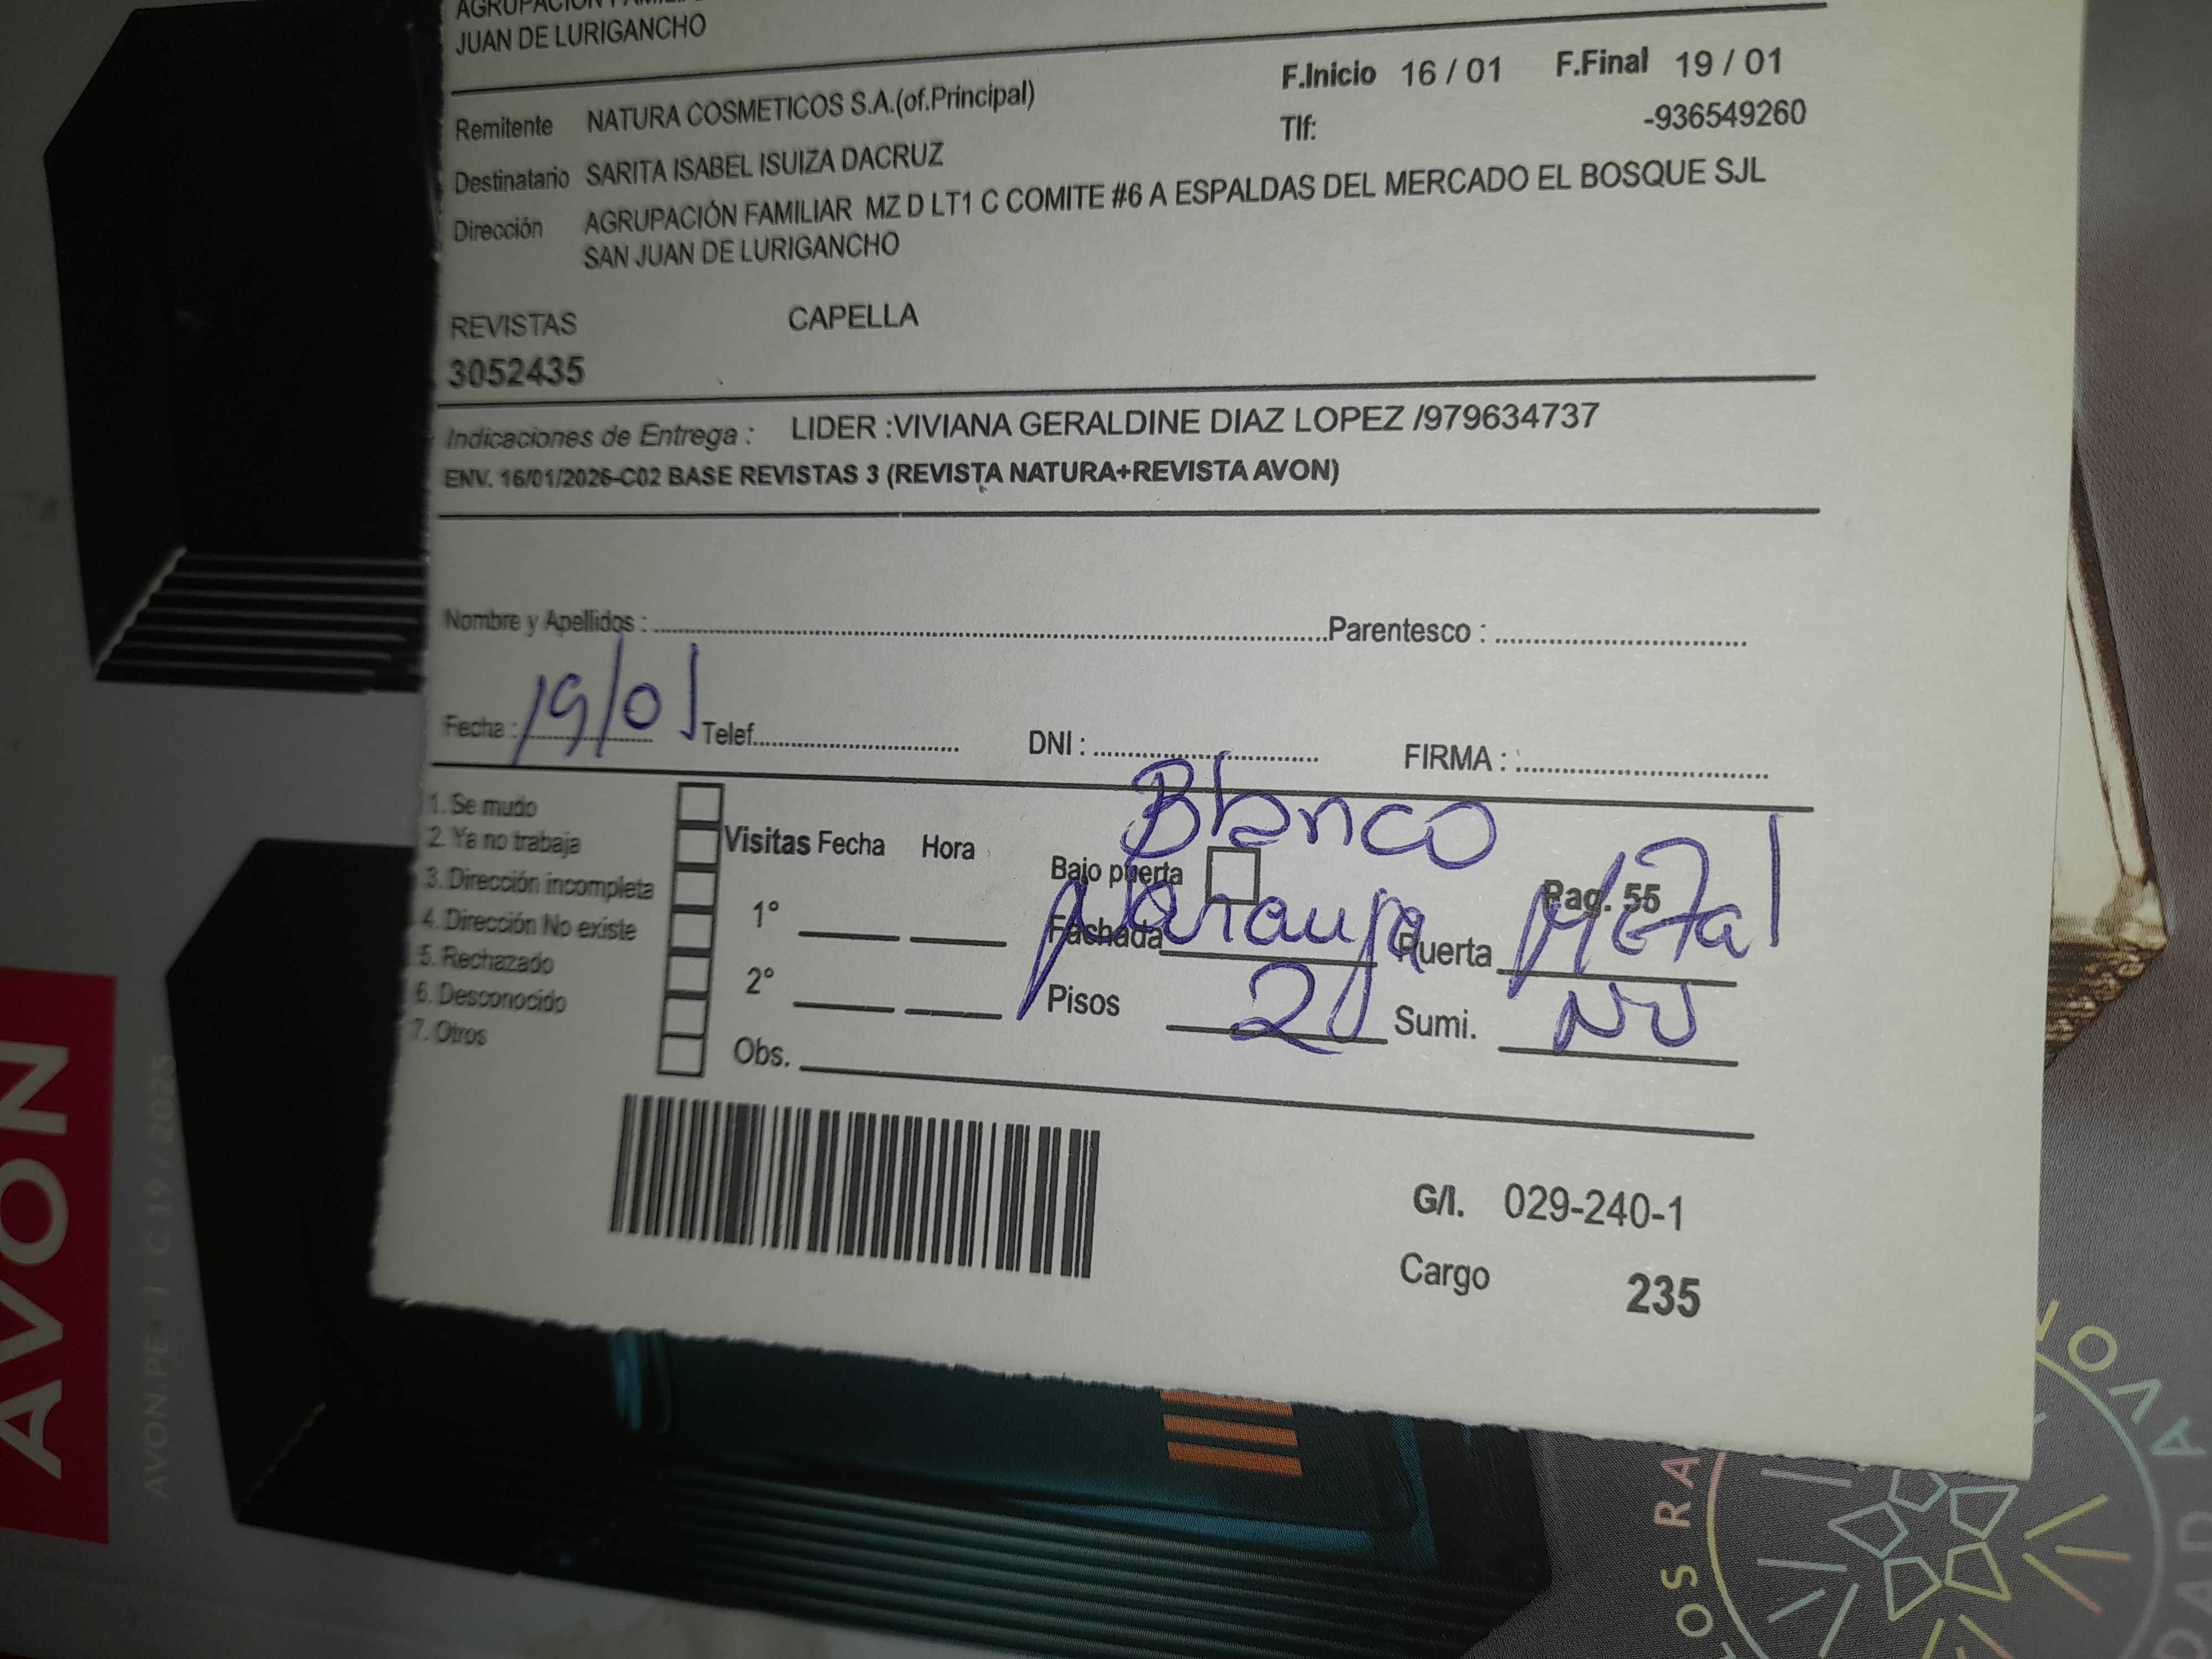 JUAN DE LURIGANCHO
F.Inicio 16 / 01 F.Final 19 / 01
Remitente NATURA COSMETICOS S.A.(of.Principal)
Tlf: -936549260
Destinatario SARITA ISABEL ISUIZA DACRUZ
Dirección AGRUPACIÓN FAMILIAR MZ D LT1 C COMITE #6 A ESPALDAS DEL MERCADO EL BOSQUE SJL
SAN JUAN DE LURIGANCHO
REVISTAS CAPELLA
3052435
Indicaciones de Entrega : LIDER :VIVIANA GERALDINE DIAZ LOPEZ /979634737
ENV. 16/01/2026-C02 BASE REVISTAS 3 (REVISTA NATURA+REVISTA AVON)
Nombre y Apellidos : Parentesco :
Fecha : 19/01 Telef. DNI : FIRMA :
1. Se mudo
2. Ya no trabaja
3. Dirección incompleta
4. Dirección No existe
5. Rechazado
6. Desconocido
7. Otros
Visitas Fecha Hora
1°
2°
Obs.
Blanco
Bajo puerta Pag. 55
Fachada naranja Puerta Metal
Pisos 2 Sumi. NO
G/I. 029-240-1
Cargo 235
AVON
AVON.PE | C 19 / 2025